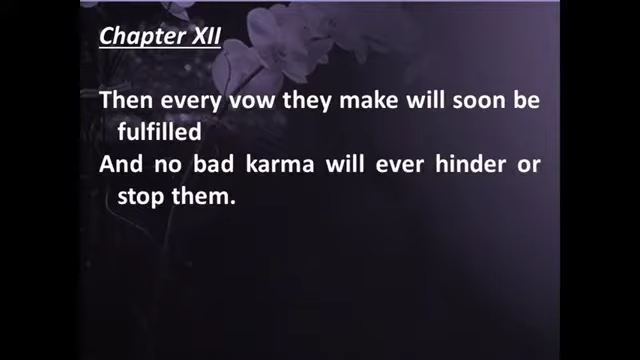 Chapter XII
Then every vow they make will soon be
fulfilled
And no bad karma will ever hinder or
stop them.